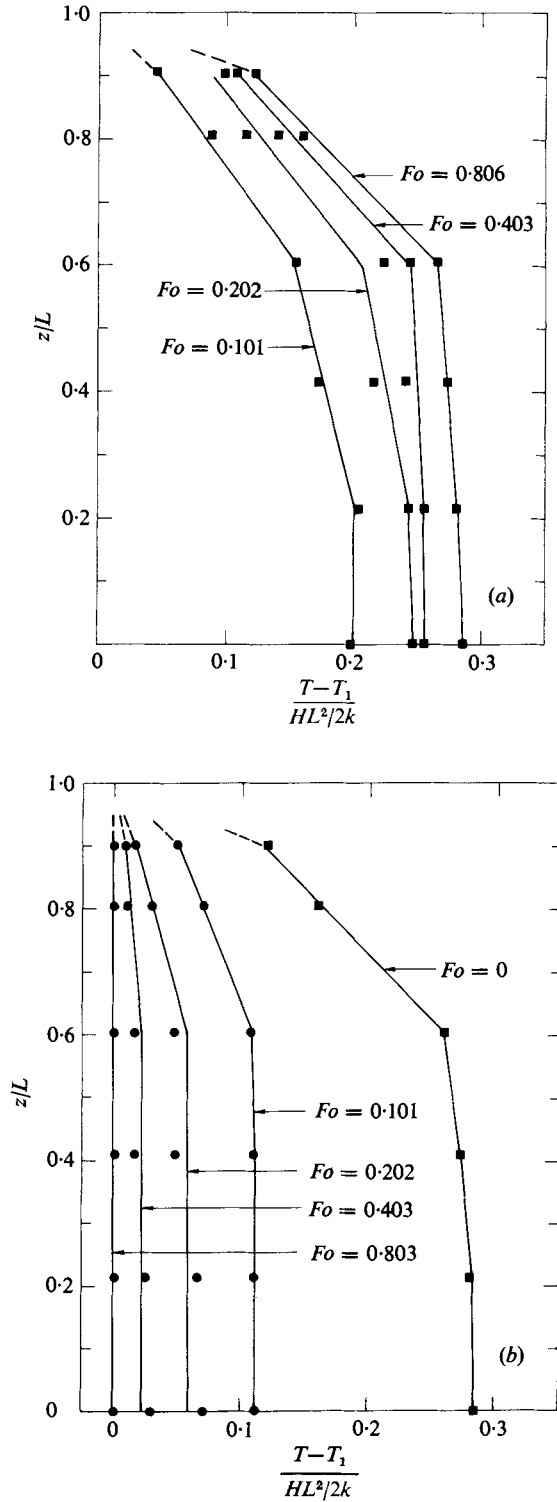 1·0
0·8
Fo = 0·806
Fo = 0·403
0·6
Fo = 0·202
z/L
Fo = 0·101
0·4
0·2
(a)
0 0·1 0·2 0·3
T−T₁
HL²/2k
1·0
0·8
Fo = 0
0·6
z/L
Fo = 0·101
0·4
Fo = 0·202
Fo = 0·403
Fo = 0·803
0·2
(b)
0
0 0·1 0·2 0·3
T−T₁
HL²/2k